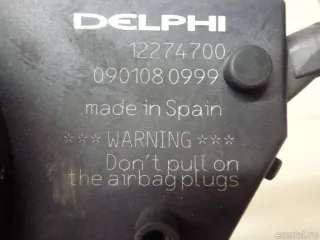 DELPHI
12274700
090108 0999
made in Spain
*** WARNING ***
Don't pull on
the airbag plugs